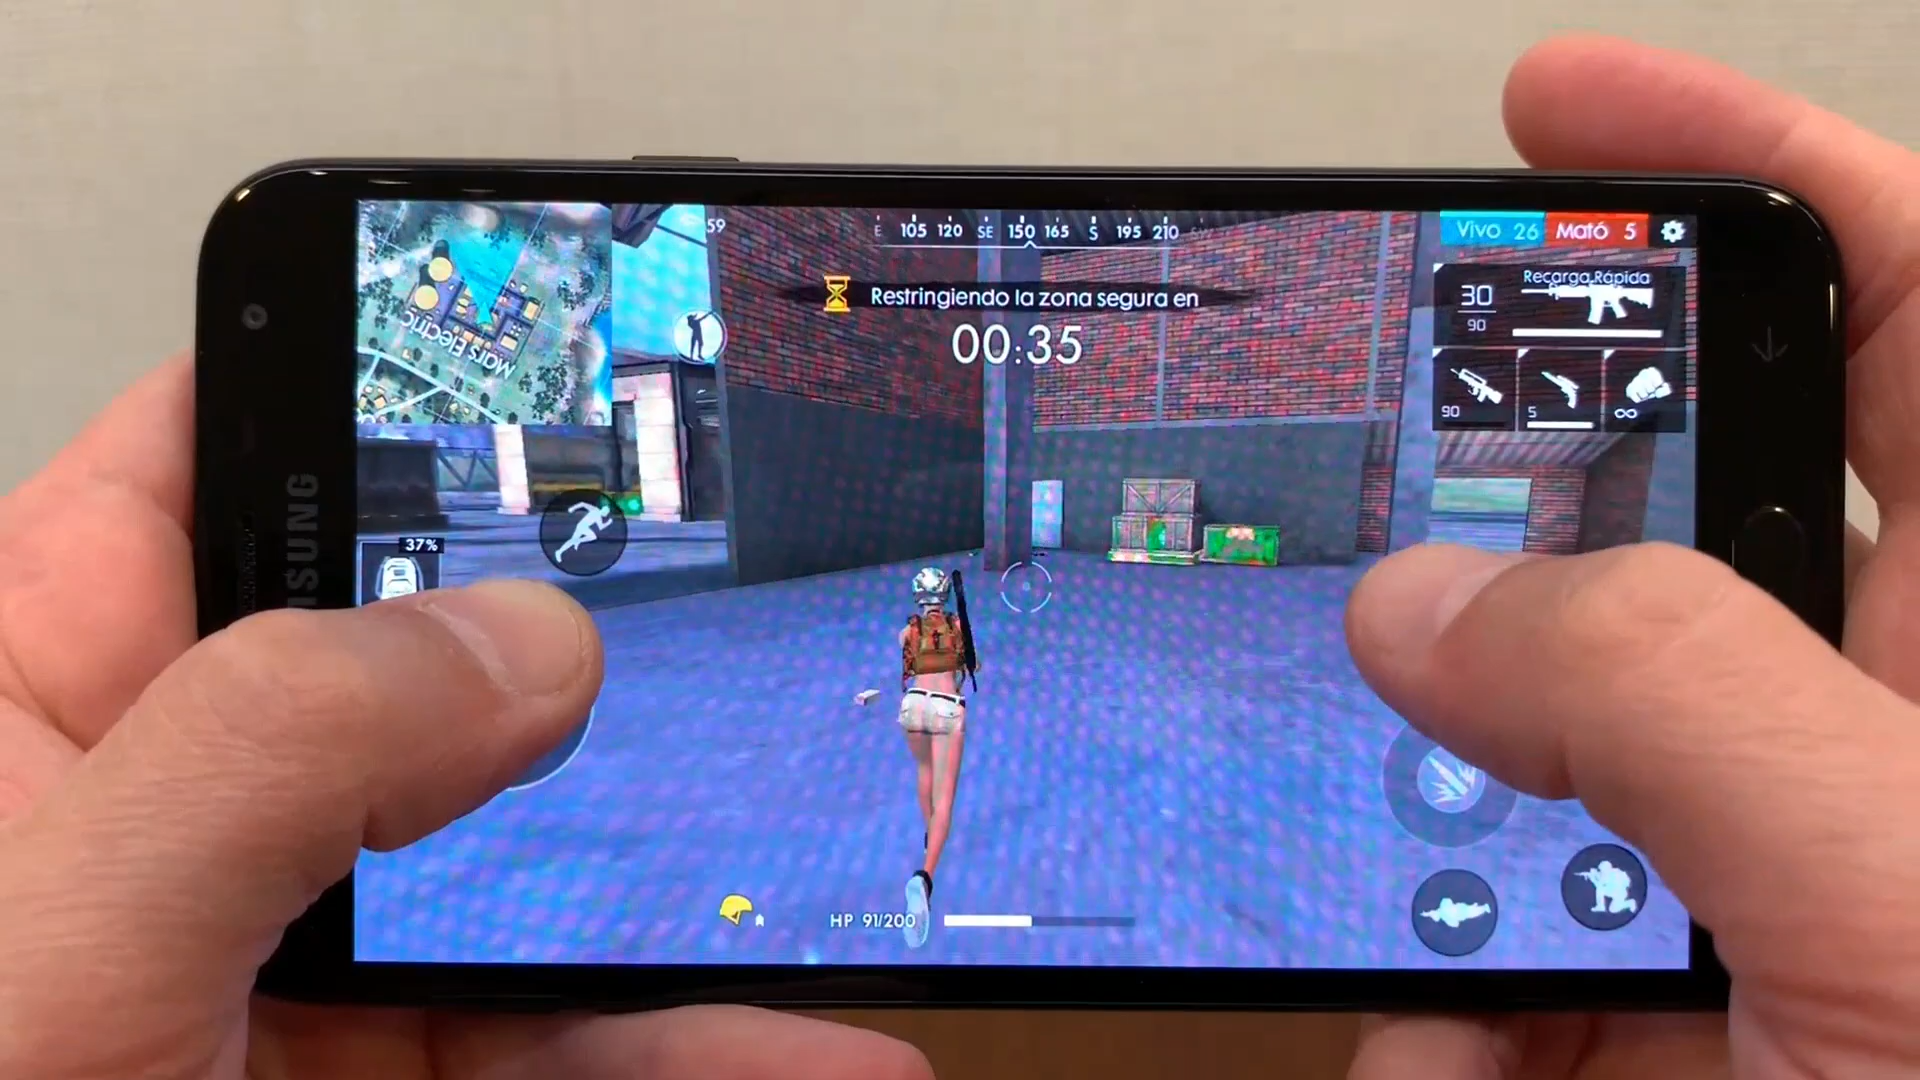 59
E 105 120 SE 150 165 S 195 210 SW
Vivo 26 Mató 5
Restringiendo la zona segura en
00:35
Recarga Rápida
30
90
90
5
∞
Mars Electric
37%
SAMSUNG
HP 91/200